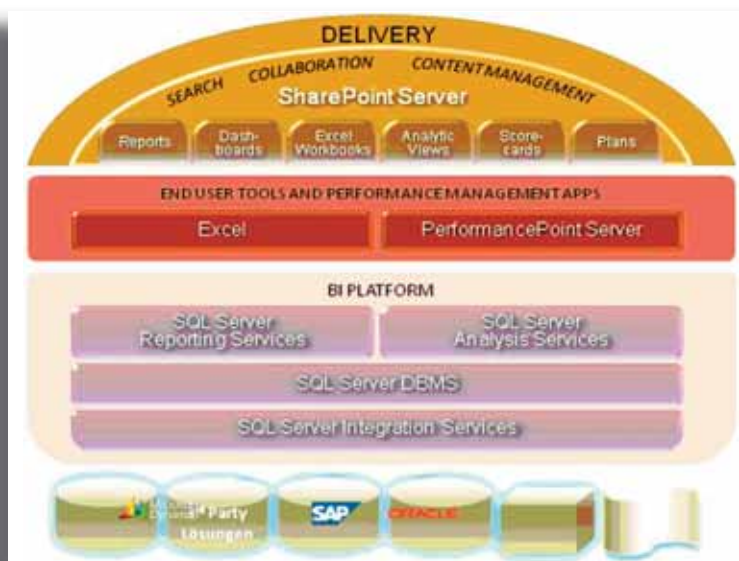 DELIVERY
SEARCH COLLABORATION CONTENT MANAGEMENT
SharePoint Server
Reports
Dash-
boards
Excel
Workbooks
Analytic
Views
Score-
cards
Plans
END USER TOOLS AND PERFORMANCE MANAGEMENT APPS
Excel
PerformancePoint Server
BI PLATFORM
SQL Server
Reporting Services
SQL Server
Analysis Services
SQL Server DBMS
SQL Server Integration Services
Party
Lösungen
SAP
ORACLE